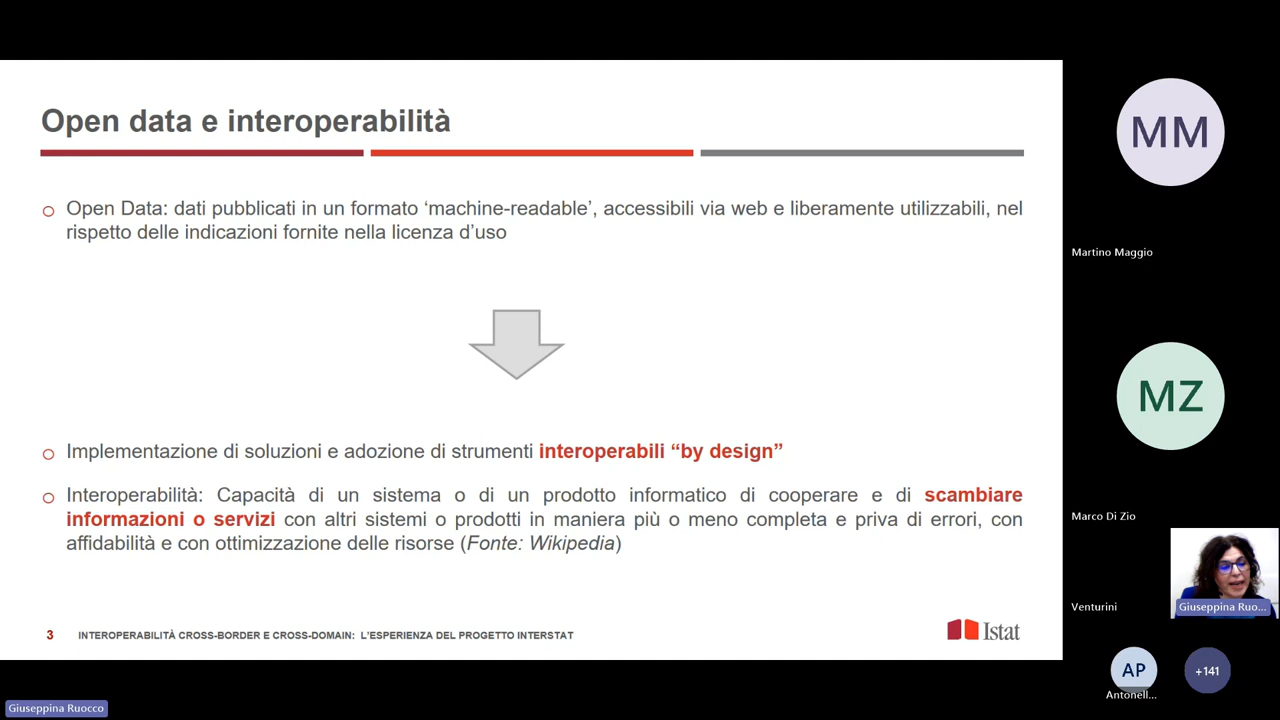 Open data e interoperabilità
o Open Data: dati pubblicati in un formato ‘machine-readable’, accessibili via web e liberamente utilizzabili, nel
rispetto delle indicazioni fornite nella licenza d’uso
o Implementazione di soluzioni e adozione di strumenti interoperabili “by design”
o Interoperabilità: Capacità di un sistema o di un prodotto informatico di cooperare e di scambiare
informazioni o servizi con altri sistemi o prodotti in maniera più o meno completa e priva di errori, con
affidabilità e con ottimizzazione delle risorse (Fonte: Wikipedia)
3 INTEROPERABILITÀ CROSS-BORDER E CROSS-DOMAIN: L’ESPERIENZA DEL PROGETTO INTERSTAT
Istat
Giuseppina Ruocco
MM
Martino Maggio
MZ
Marco Di Zio
Venturini
Giuseppina Ruo...
AP
Antonell...
+141